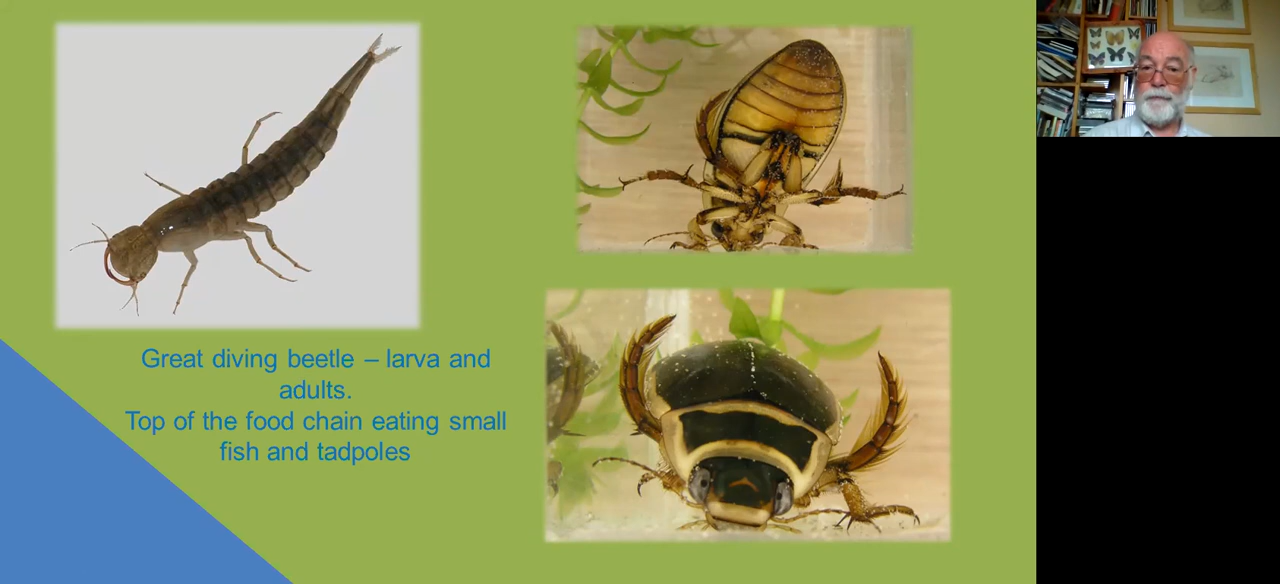 Great diving beetle – larva and
adults.
Top of the food chain eating small
fish and tadpoles